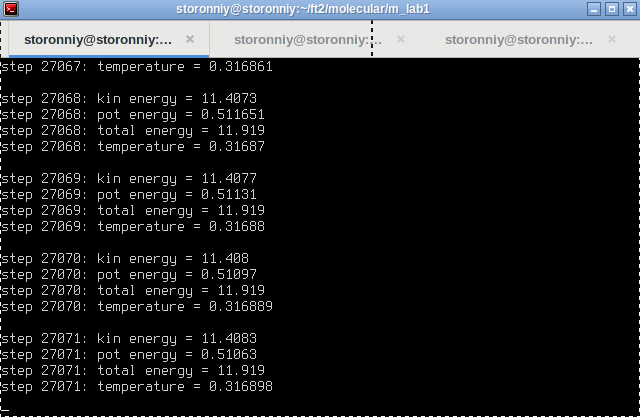 storonniy@storonniy:~/ft2/molecular/m_lab1
storonniy@storonniy:... × storonniy@storonniy:... × storonniy@storonniy:... ×
step 27067: temperature = 0.316861
step 27068: kin energy = 11.4073
step 27068: pot energy = 0.511651
step 27068: total energy = 11.919
step 27068: temperature = 0.31687
step 27069: kin energy = 11.4077
step 27069: pot energy = 0.51131
step 27069: total energy = 11.919
step 27069: temperature = 0.31688
step 27070: kin energy = 11.408
step 27070: pot energy = 0.51097
step 27070: total energy = 11.919
step 27070: temperature = 0.316889
step 27071: kin energy = 11.4083
step 27071: pot energy = 0.51063
step 27071: total energy = 11.919
step 27071: temperature = 0.316898